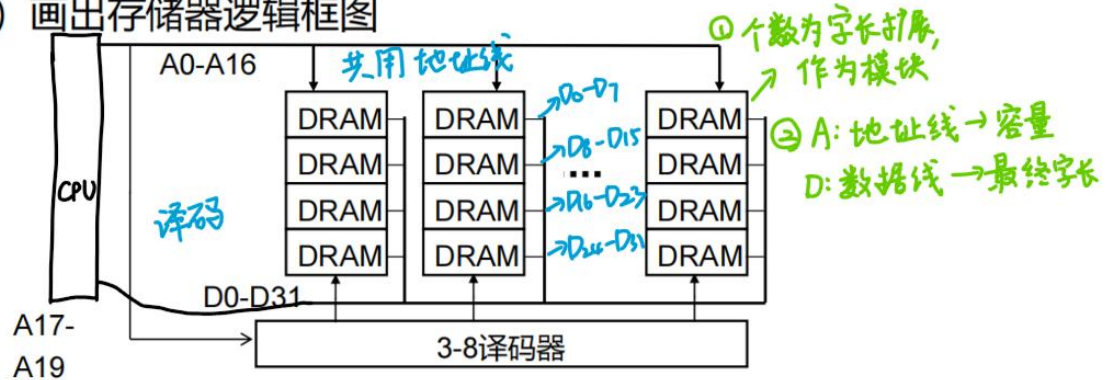 ) 画出存储器逻辑框图
① 个数为字长扩展,
作为模块
A0-A16
共用地址线
CPU
DRAM DRAM D0-D7 DRAM
DRAM DRAM D8-D15 DRAM
② A: 地址线→容量
D: 数据线→最终字长
....
译码
DRAM DRAM D16-D23 DRAM
DRAM DRAM D24-D31 DRAM
D0-D31
A17-
A19
3-8译码器